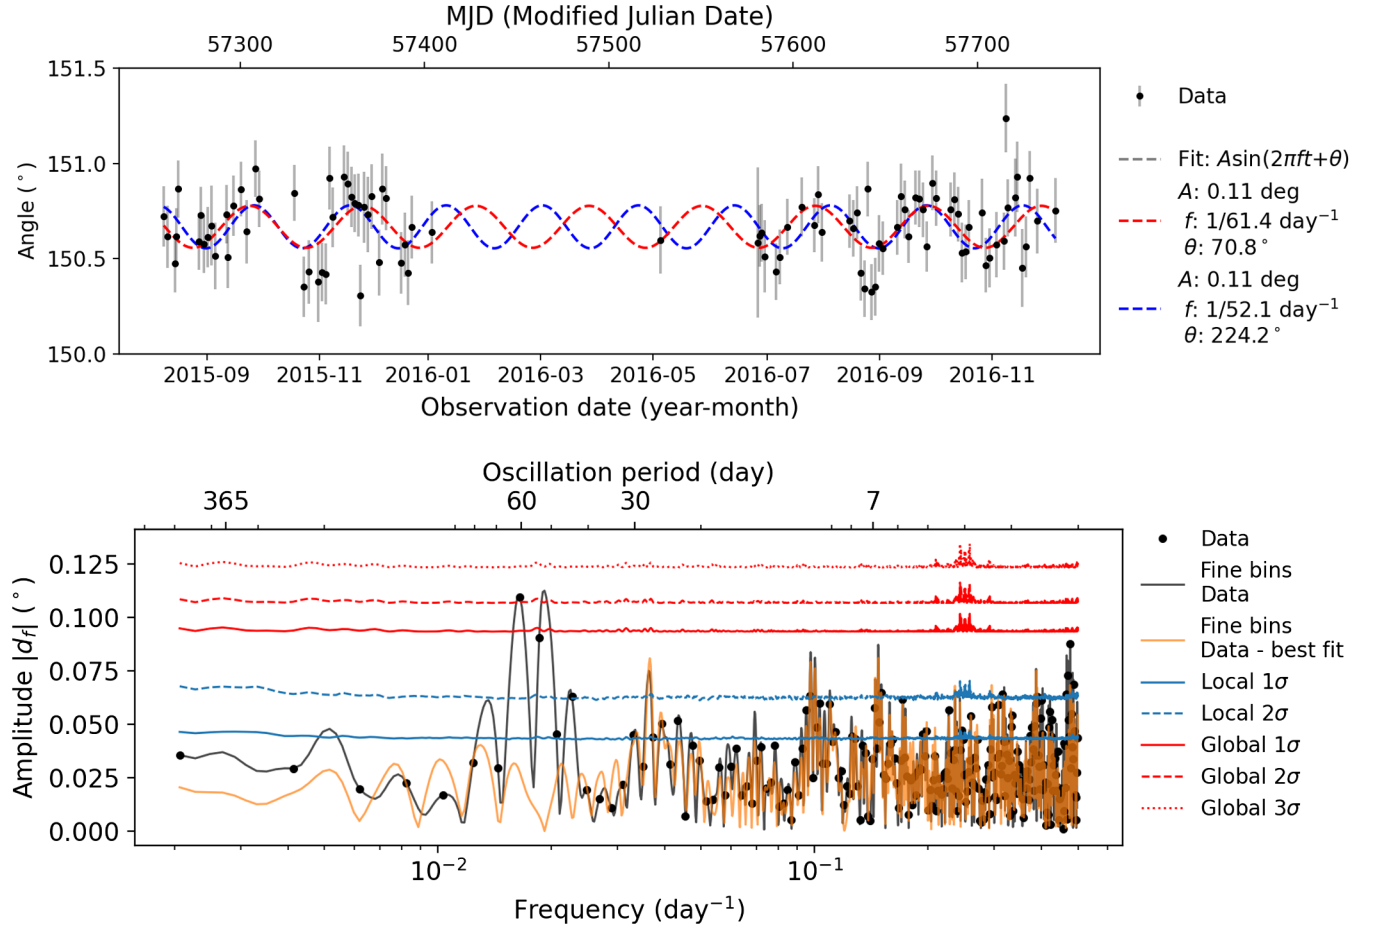 MJD (Modified Julian Date)
57300 57400 57500 57600 57700
151.5
151.0
150.5
150.0
Angle (°)
2015-09 2015-11 2016-01 2016-03 2016-05 2016-07 2016-09 2016-11
Observation date (year-month)
Data
Fit: Asin(2πft+θ)
A: 0.11 deg
f: 1/61.4 day⁻¹
θ: 70.8°
A: 0.11 deg
f: 1/52.1 day⁻¹
θ: 224.2°
Oscillation period (day)
365 60 30 7
0.125
0.100
0.075
0.050
0.025
0.000
Amplitude |d_f| (°)
10⁻² 10⁻¹
Frequency (day⁻¹)
Data
Fine bins
Data
Fine bins
Data - best fit
Local 1σ
Local 2σ
Global 1σ
Global 2σ
Global 3σ